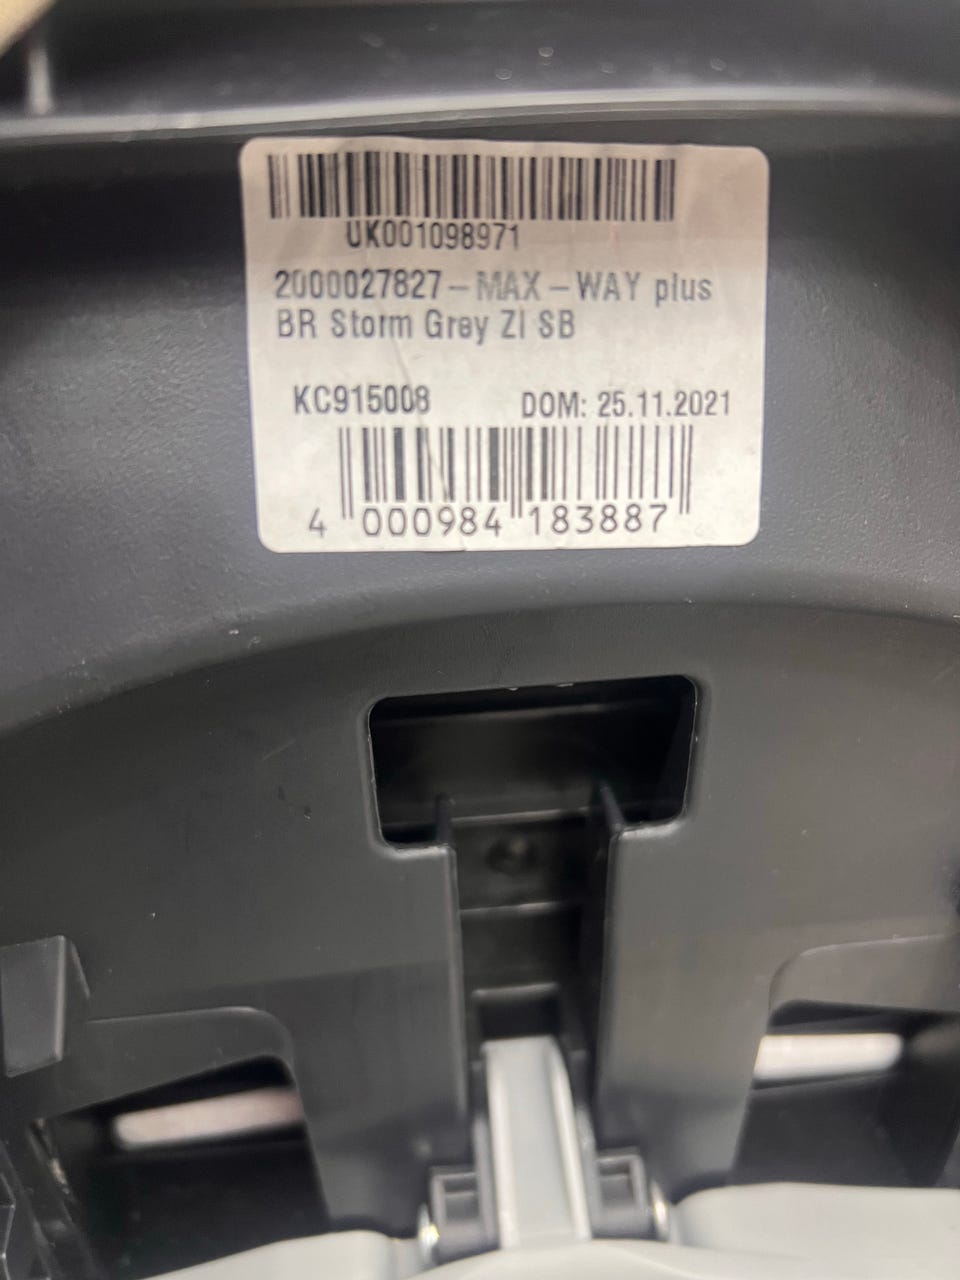 UK001098971
2000027827 – MAX – WAY plus
BR Storm Grey ZI SB
KC915008 DOM: 25.11.2021
4 000984 183887